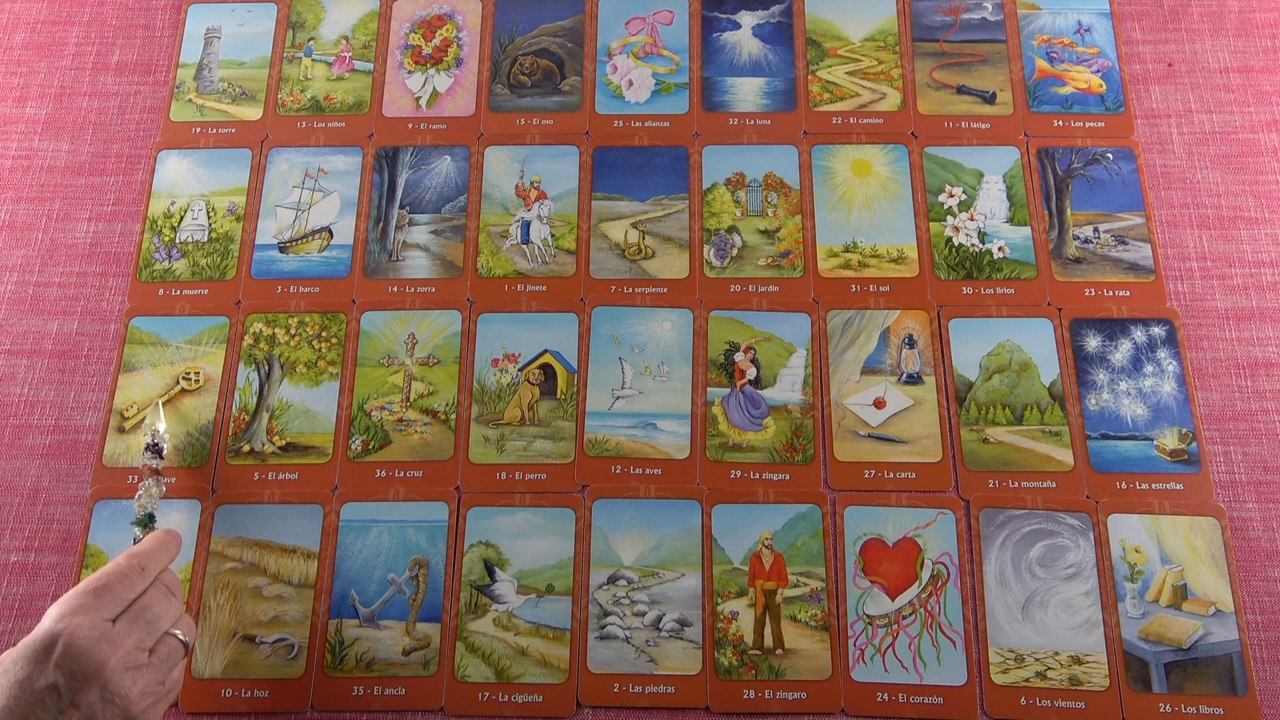 19 - La torre
13 - Los niños
9 - El ramo
15 - El oso
25 - Las alianzas
32 - La luna
22 - El camino
11 - El látigo
34 - Los peces
8 - La muerte
3 - El barco
14 - La zorra
1 - El jinete
7 - La serpiente
20 - El jardín
31 - El sol
30 - Los lirios
23 - La rata
33
5 - El árbol
36 - La cruz
18 - El perro
12 - Las aves
29 - La zíngara
27 - La carta
21 - La montaña
16 - Las estrellas
10 - La hoz
35 - El ancla
17 - La cigüeña
2 - Las piedras
28 - El zíngaro
24 - El corazón
6 - Los vientos
26 - Los libros